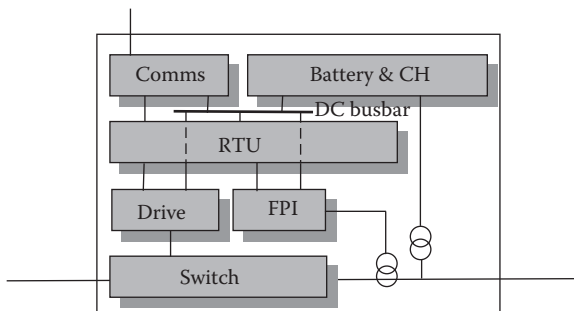 Comms
Battery & CH
DC busbar
RTU
Drive
FPI
Switch